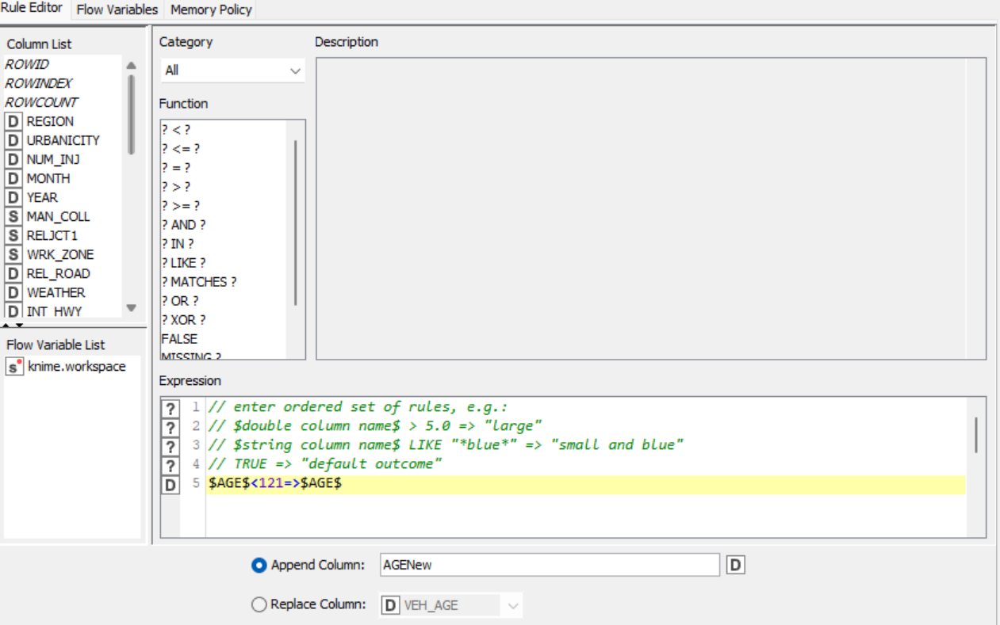 Rule Editor Flow Variables Memory Policy
Column List
ROWID
ROWINDEX
ROWCOUNT
D REGION
D URBANICITY
D NUM_INJ
D MONTH
D YEAR
S MAN_COLL
S RELJCT1
S WRK_ZONE
D REL_ROAD
D WEATHER
D INT_HWY
Flow Variable List
s knime.workspace
Category
All
Function
? < ?
? <= ?
? = ?
? > ?
? >= ?
? AND ?
? IN ?
? LIKE ?
? MATCHES ?
? OR ?
? XOR ?
FALSE
MISSING ?
Description
Expression
? 1 // enter ordered set of rules, e.g.:
? 2 // $double column name$ > 5.0 => "large"
? 3 // $string column name$ LIKE "*blue*" => "small and blue"
? 4 // TRUE => "default outcome"
D 5 $AGE$<121=>$AGE$
Append Column: AGENew D
Replace Column: D VEH_AGE